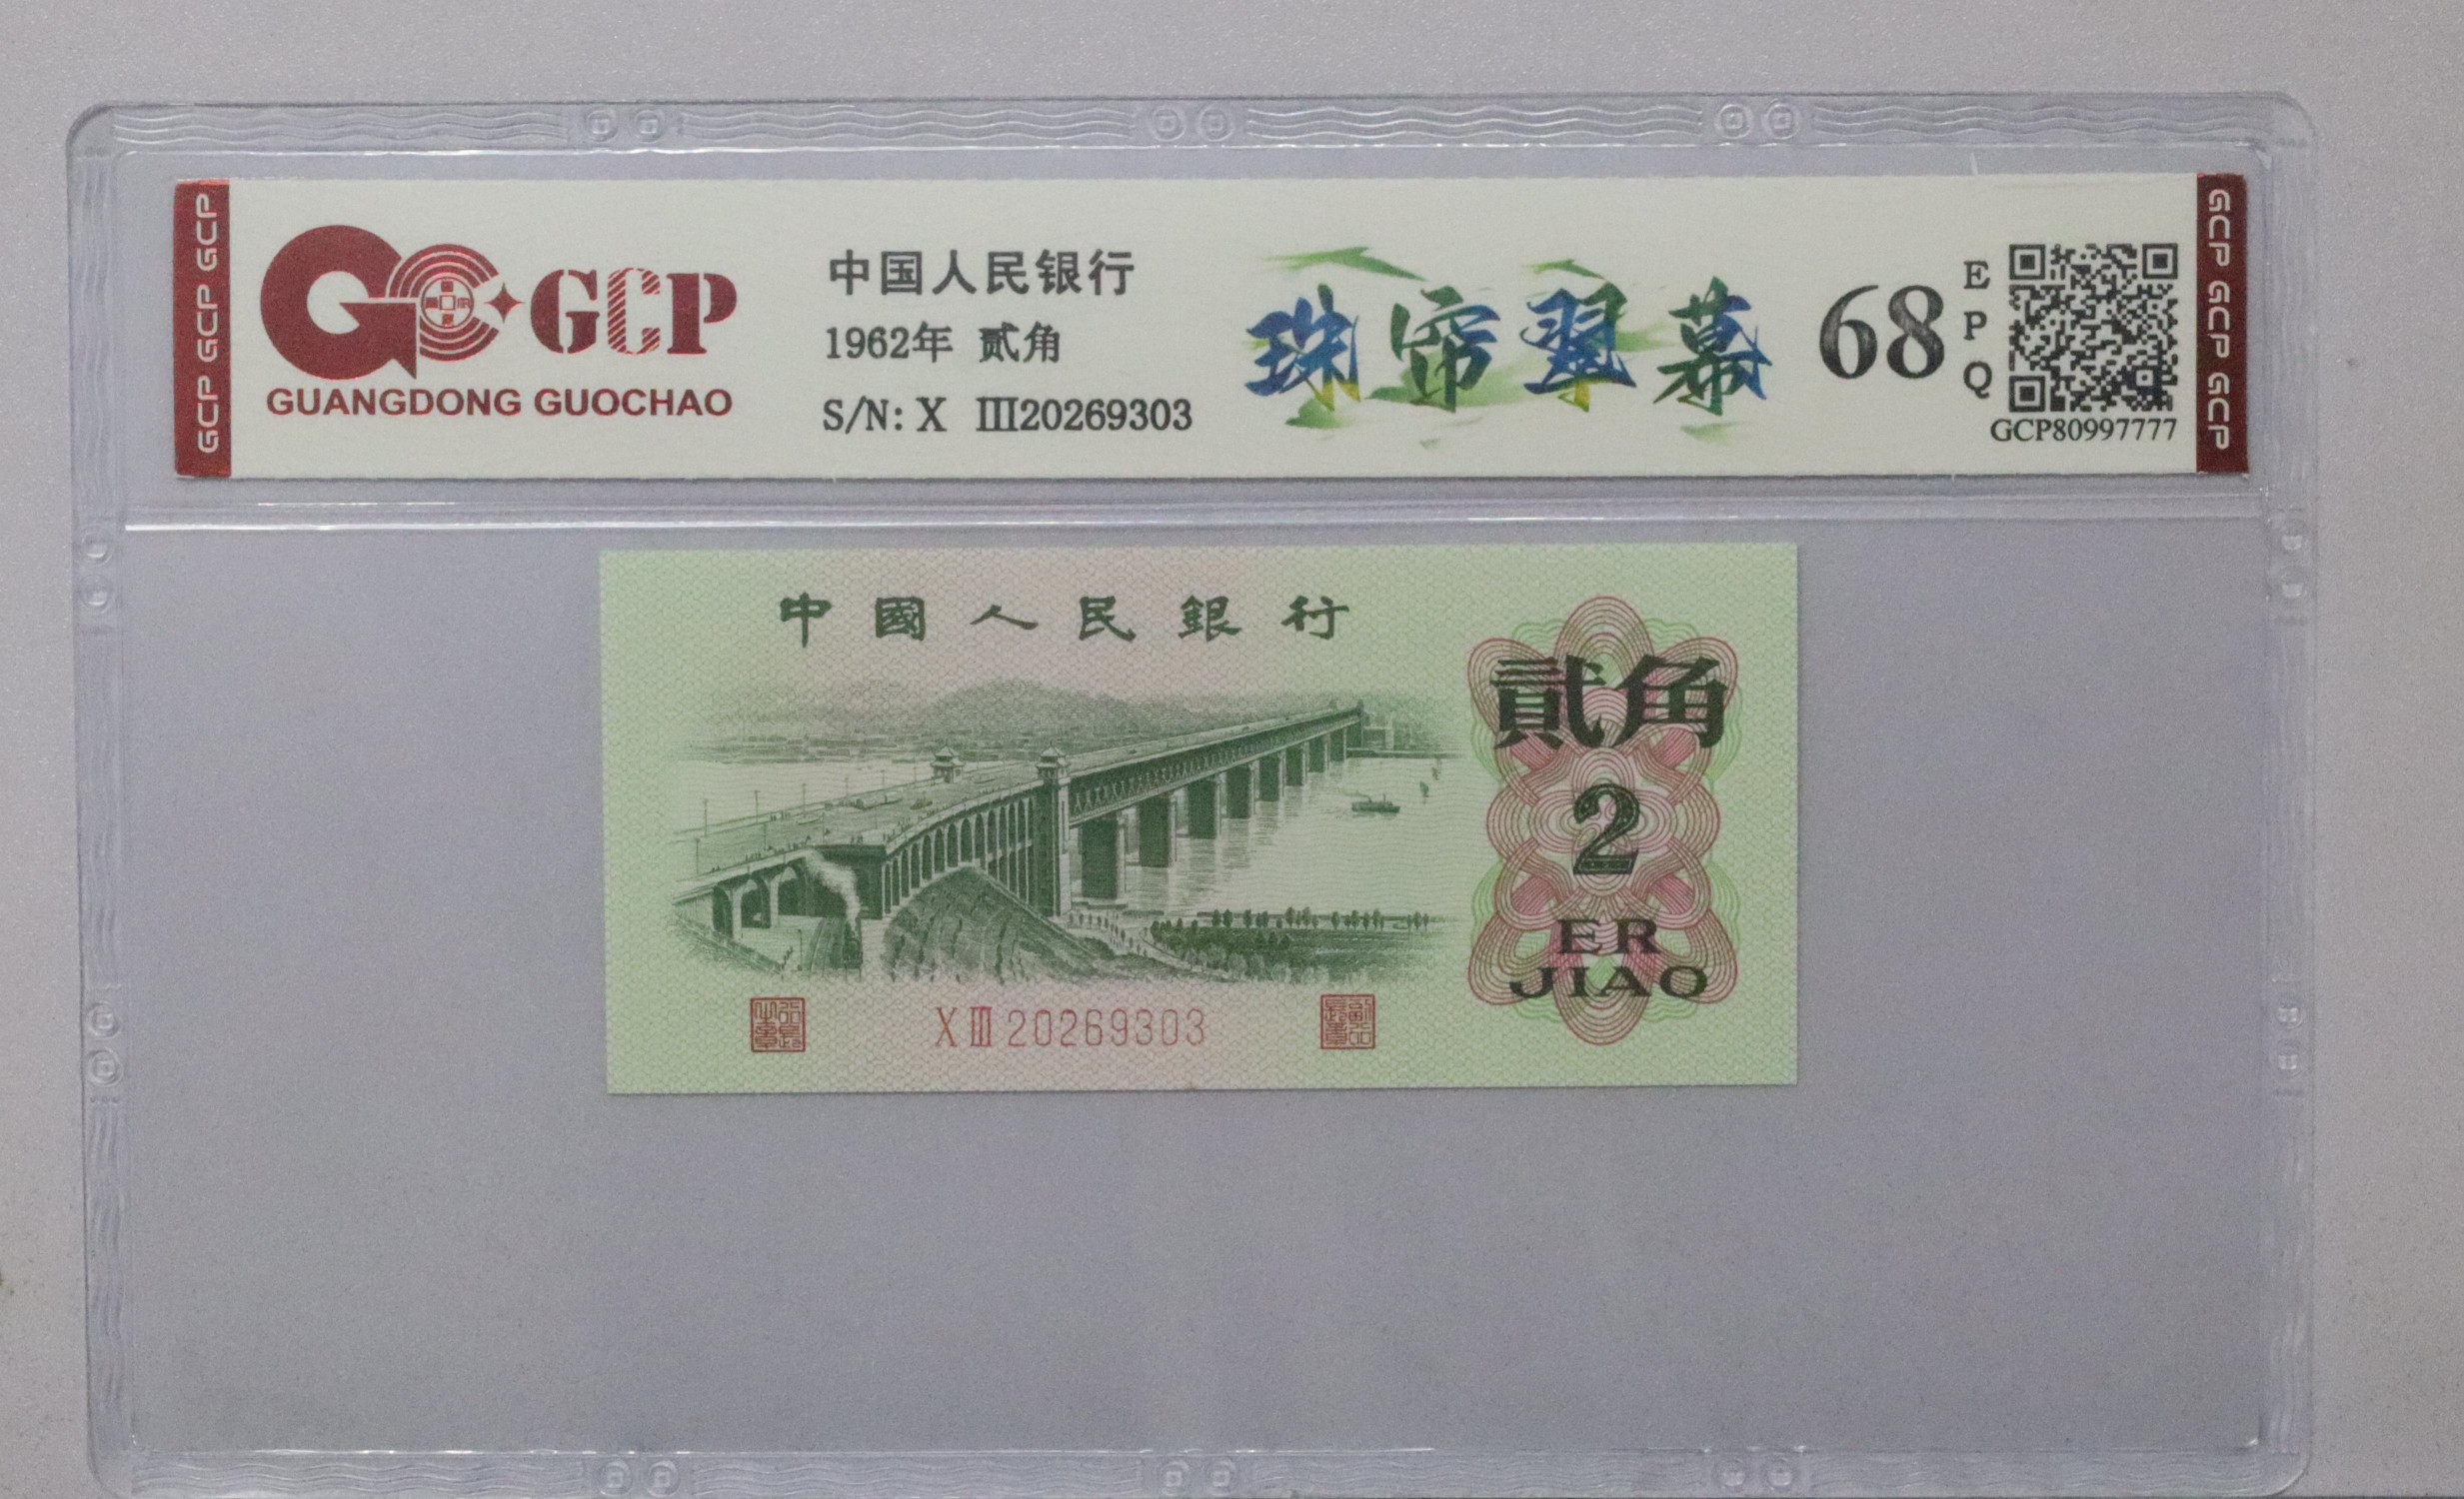 GCP GCP GCP
GCP
GUANGDONG GUOCHAO
中国人民银行
1962年 贰角
S/N: X III20269303
珠帘翠幕
68
EPQ
GCP80997777
GCP GCP GCP
中國人民銀行
貳角
2
ER
JIAO
X III 20269303